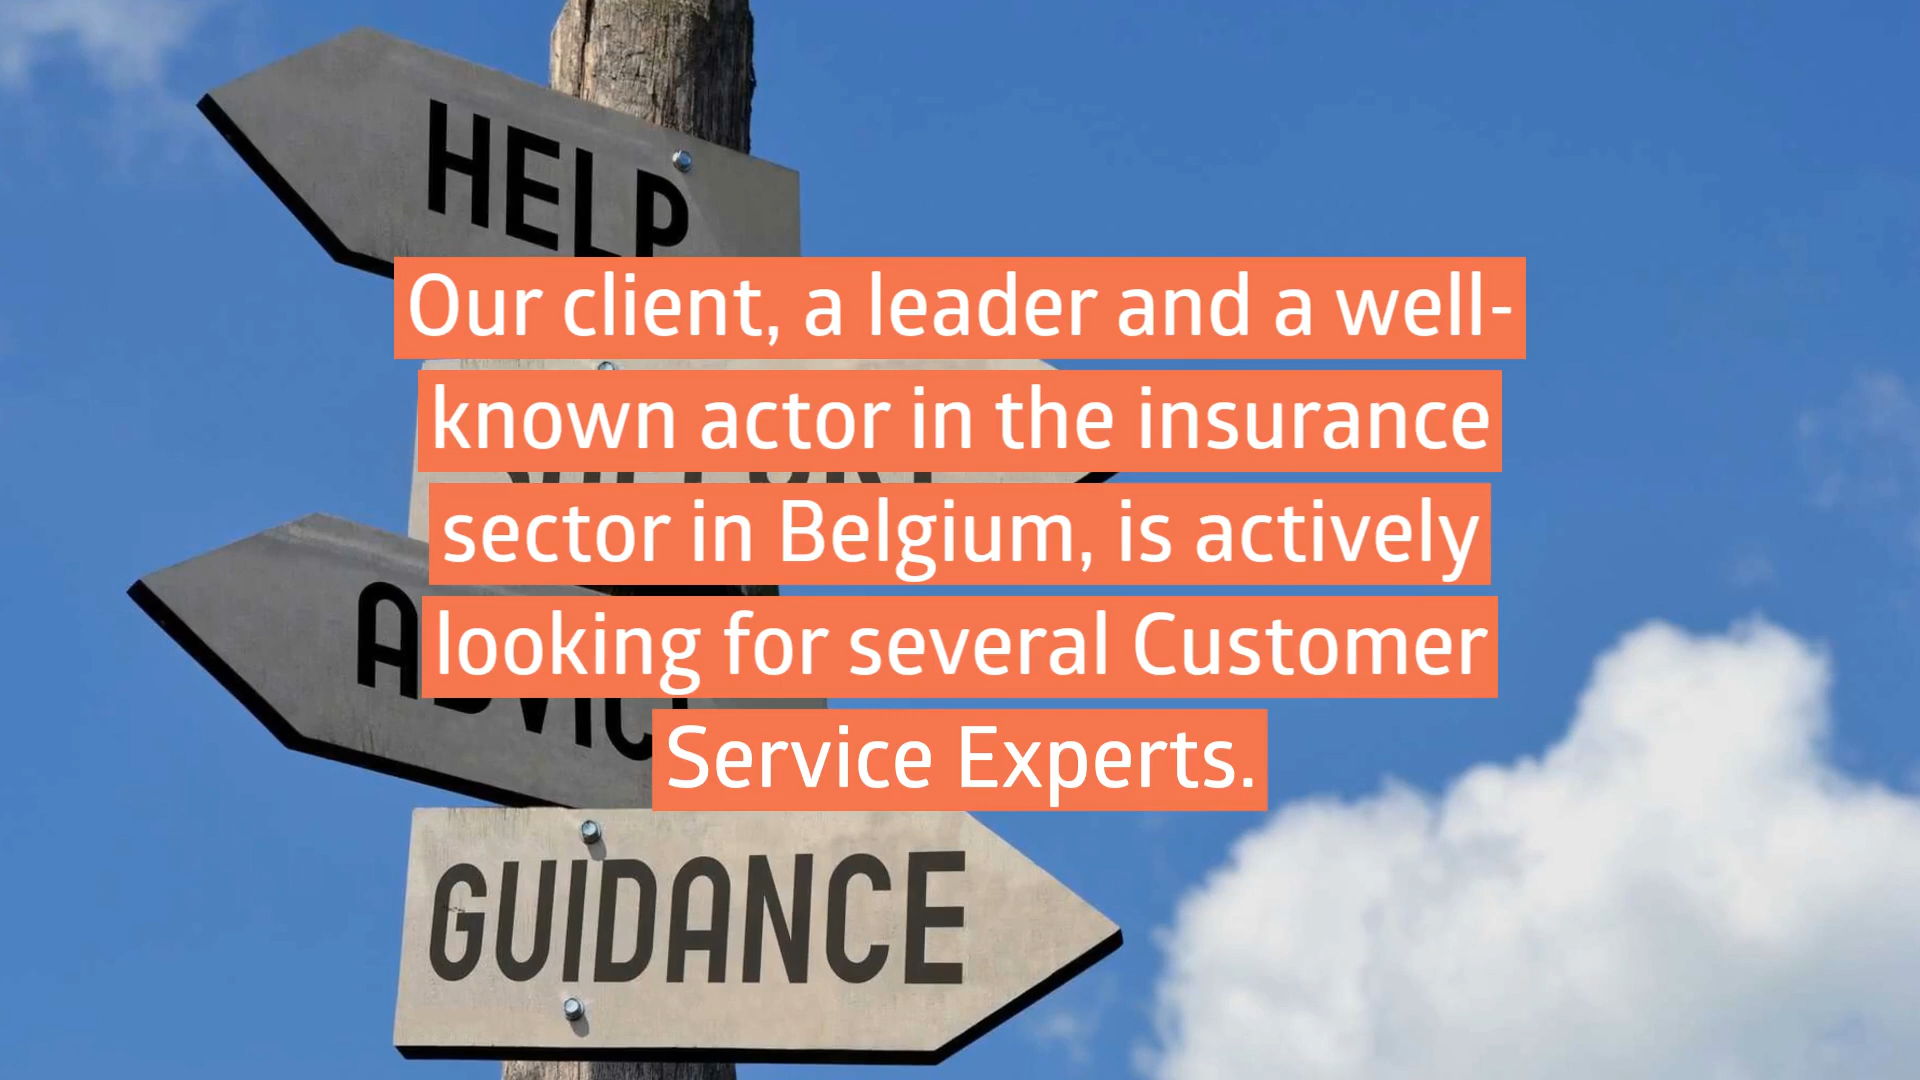 HELP
Our client, a leader and a well-
known actor in the insurance
sector in Belgium, is actively
looking for several Customer
Service Experts.
GUIDANCE